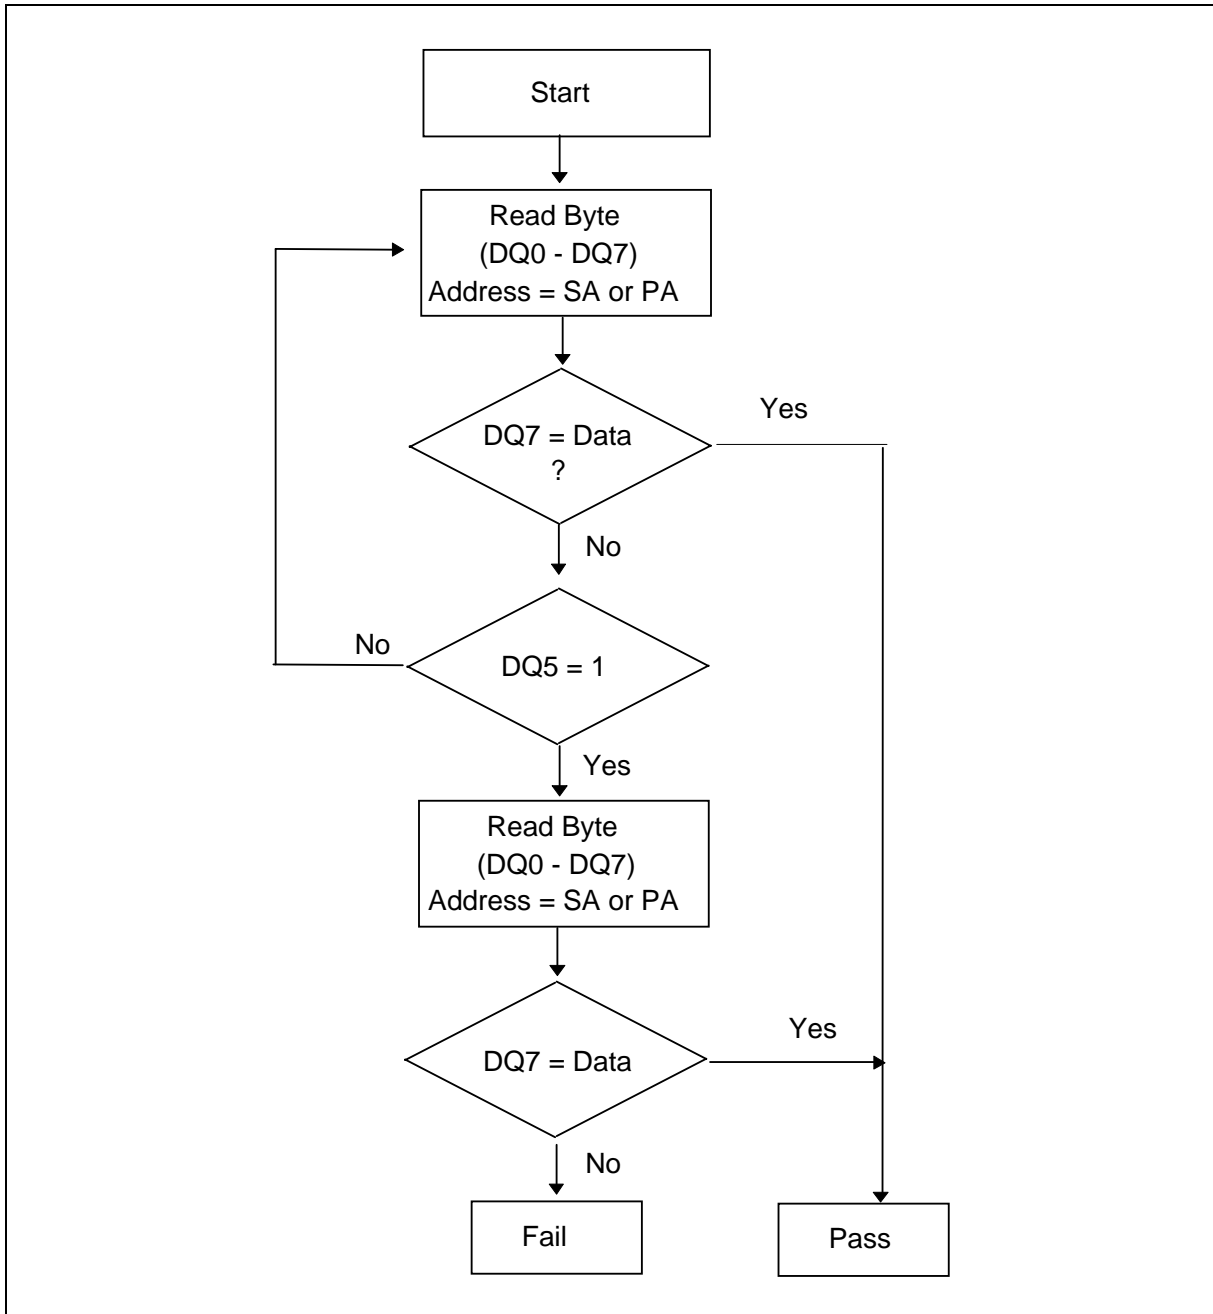 Start
Read Byte
(DQ0 - DQ7)
Address = SA or PA
Yes
DQ7 = Data
?
No
No
DQ5 = 1
Yes
Read Byte
(DQ0 - DQ7)
Address = SA or PA
Yes
DQ7 = Data
No
Fail
Pass